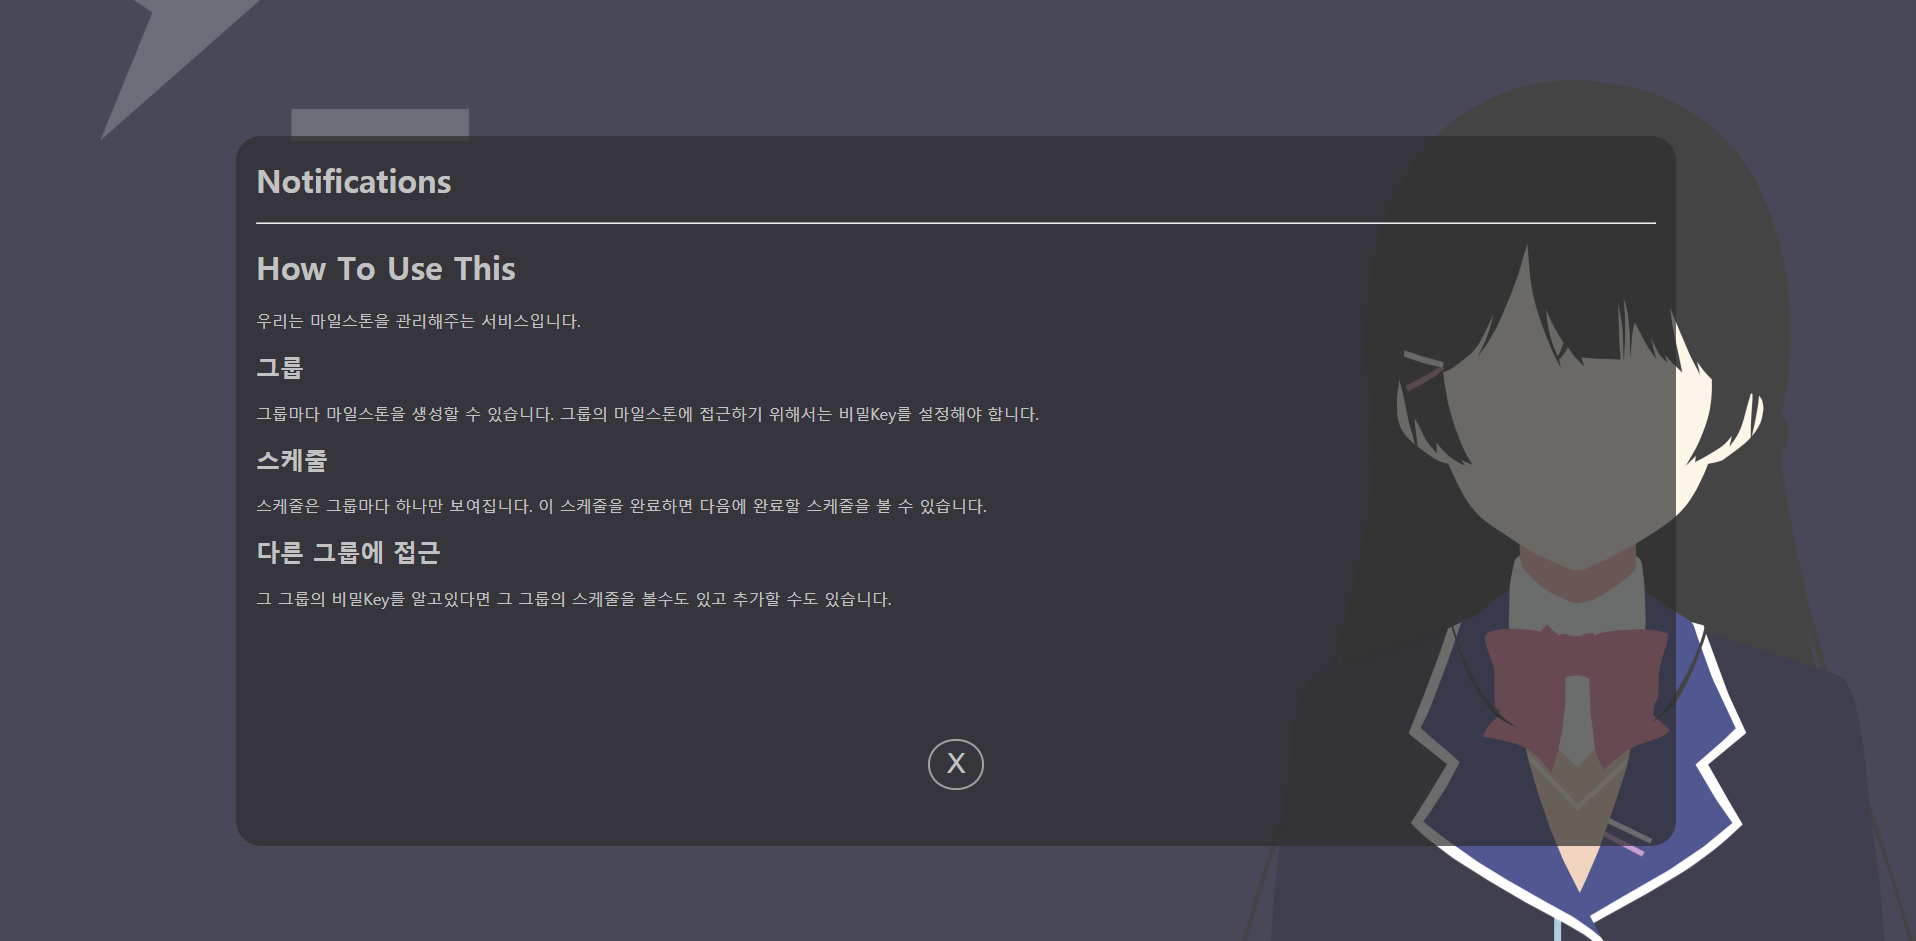 Notifications
How To Use This
우리는 마일스톤을 관리해주는 서비스입니다.
그룹
그룹마다 마일스톤을 생성할 수 있습니다. 그룹의 마일스톤에 접근하기 위해서는 비밀Key를 설정해야 합니다.
스케줄
스케줄은 그룹마다 하나만 보여집니다. 이 스케줄을 완료하면 다음에 완료할 스케줄을 볼 수 있습니다.
다른 그룹에 접근
그 그룹의 비밀Key를 알고있다면 그 그룹의 스케줄을 볼수도 있고 추가할 수도 있습니다.
X